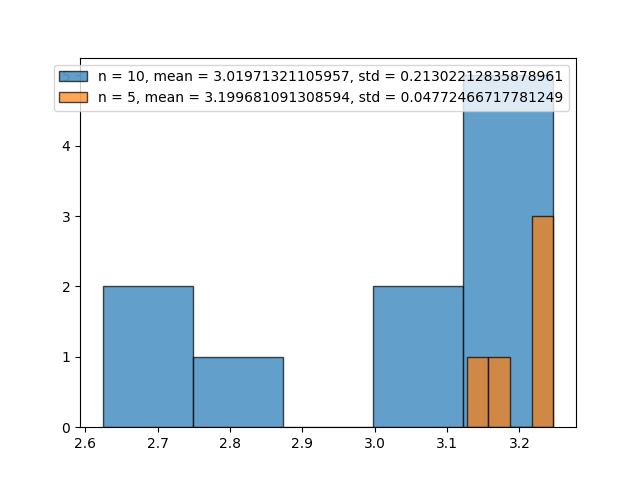 n = 10, mean = 3.01971321105957, std = 0.21302212835878961
n = 5, mean = 3.199681091308594, std = 0.04772466717781249
4
3
2
1
0
2.6 2.7 2.8 2.9 3.0 3.1 3.2